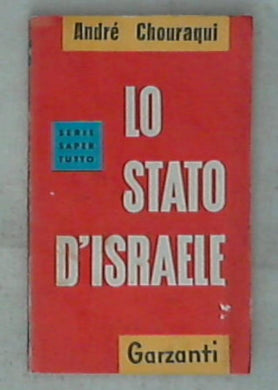 André Chouraqui
LO
SERIE
SAPER
TUTTO
STATO
D'ISRAELE
Garzanti